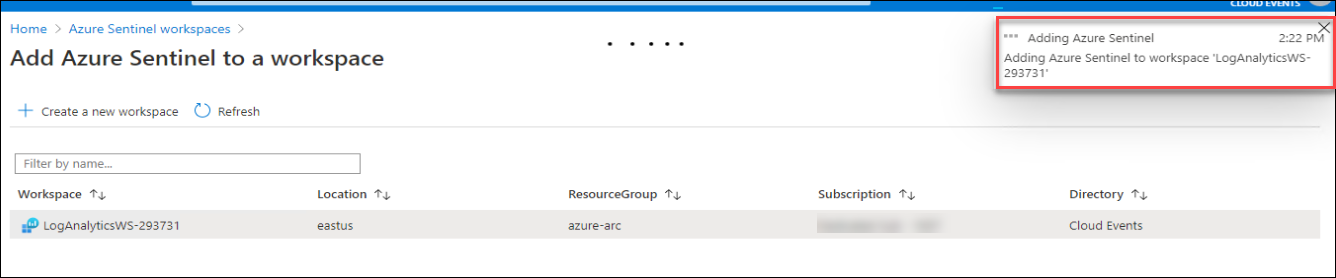 CLOUD EVENTS
Home > Azure Sentinel workspaces >
Add Azure Sentinel to a workspace
Adding Azure Sentinel 2:22 PM
Adding Azure Sentinel to workspace 'LogAnalyticsWS-
293731'
+ Create a new workspace Refresh
Filter by name...
Workspace ↑↓ Location ↑↓ ResourceGroup ↑↓ Subscription ↑↓ Directory ↑↓
LogAnalyticsWS-293731 eastus azure-arc Cloud Events